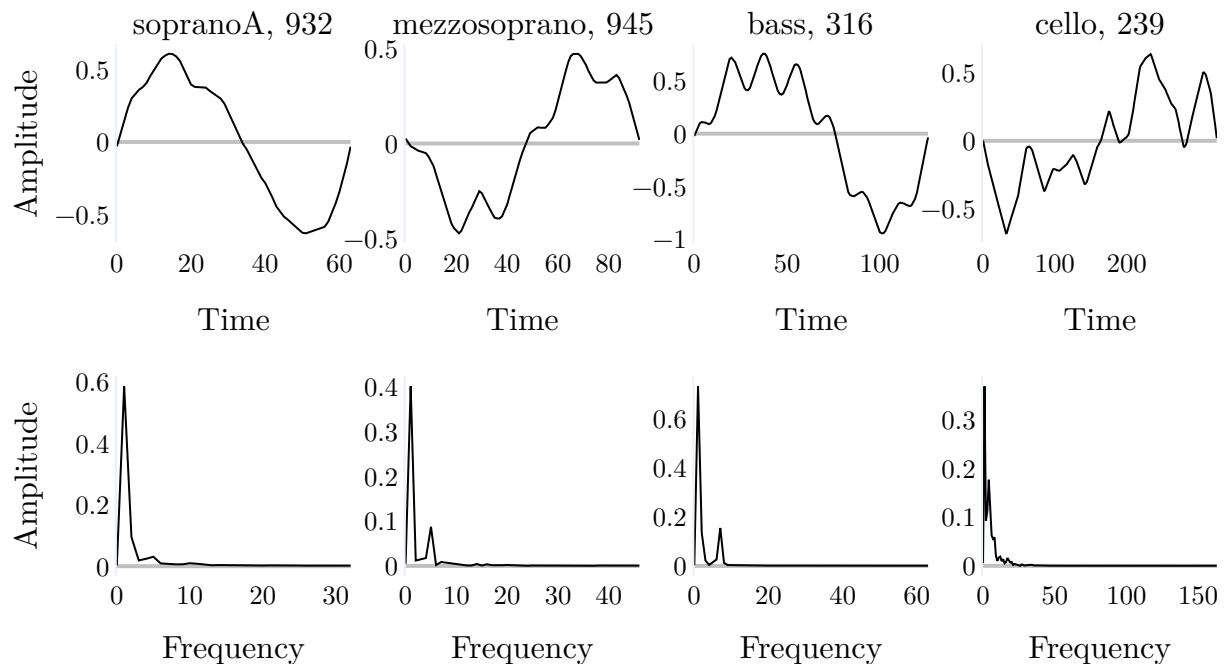 sopranoA, 932
mezzosoprano, 945
bass, 316
cello, 239
Amplitude
0.5
0
−0.5
0 20 40 60
Time
0.5
0
−0.5
0 20 40 60 80
Time
0.5
0
−0.5
−1
0 50 100
Time
0.5
0
−0.5
0 100 200
Time
Amplitude
0.6
0.4
0.2
0
0 10 20 30
Frequency
0.4
0.3
0.2
0.1
0
0 10 20 30 40
Frequency
0.6
0.4
0.2
0
0 20 40 60
Frequency
0.3
0.2
0.1
0
0 50 100 150
Frequency